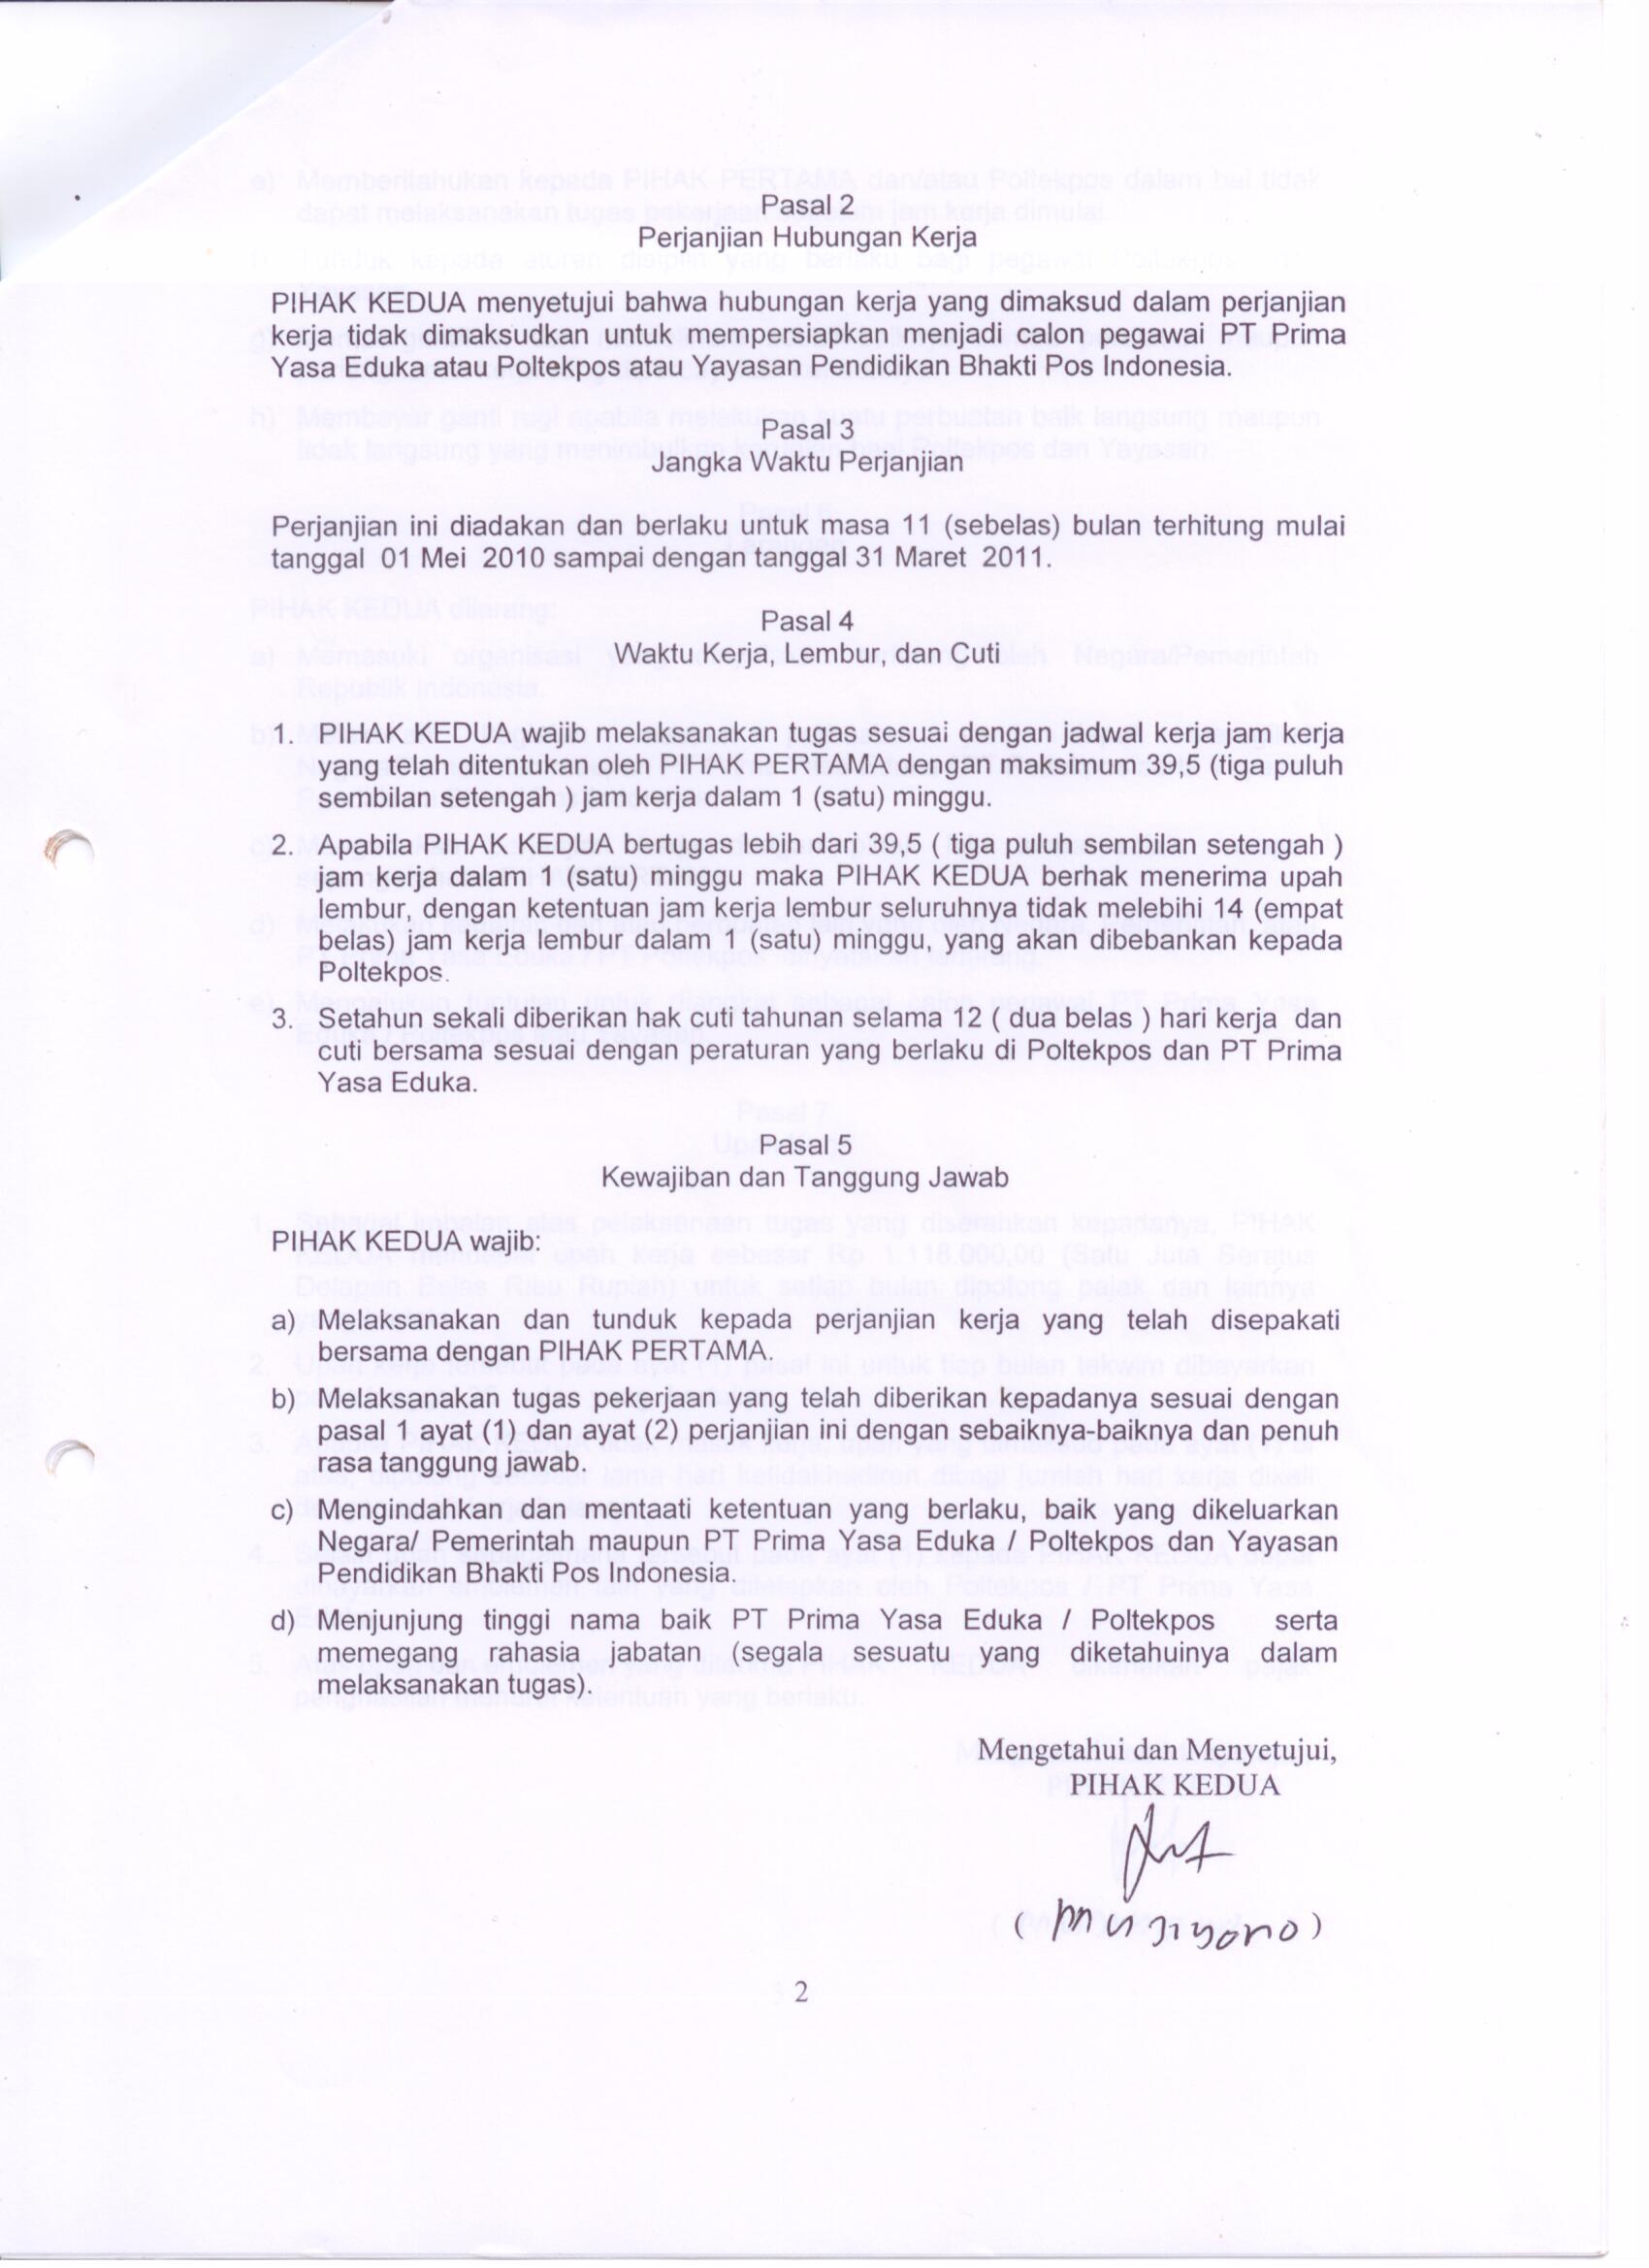 Pasal 2
Perjanjian Hubungan Kerja
PIHAK KEDUA menyetujui bahwa hubungan kerja yang dimaksud dalam perjanjian
kerja tidak dimaksudkan untuk mempersiapkan menjadi calon pegawai PT Prima
Yasa Eduka atau Poltekpos atau Yayasan Pendidikan Bhakti Pos Indonesia.
Pasal 3
Jangka Waktu Perjanjian
Perjanjian ini diadakan dan berlaku untuk masa 11 (sebelas) bulan terhitung mulai
tanggal 01 Mei 2010 sampai dengan tanggal 31 Maret 2011.
Pasal 4
Waktu Kerja, Lembur, dan Cuti
1. PIHAK KEDUA wajib melaksanakan tugas sesuai dengan jadwal kerja jam kerja
yang telah ditentukan oleh PIHAK PERTAMA dengan maksimum 39,5 (tiga puluh
sembilan setengah ) jam kerja dalam 1 (satu) minggu.
2. Apabila PIHAK KEDUA bertugas lebih dari 39,5 ( tiga puluh sembilan setengah )
jam kerja dalam 1 (satu) minggu maka PIHAK KEDUA berhak menerima upah
lembur, dengan ketentuan jam kerja lembur seluruhnya tidak melebihi 14 (empat
belas) jam kerja lembur dalam 1 (satu) minggu, yang akan dibebankan kepada
Poltekpos.
3. Setahun sekali diberikan hak cuti tahunan selama 12 ( dua belas ) hari kerja dan
cuti bersama sesuai dengan peraturan yang berlaku di Poltekpos dan PT Prima
Yasa Eduka.
Pasal 5
Kewajiban dan Tanggung Jawab
PIHAK KEDUA wajib:
a) Melaksanakan dan tunduk kepada perjanjian kerja yang telah disepakati
bersama dengan PIHAK PERTAMA.
b) Melaksanakan tugas pekerjaan yang telah diberikan kepadanya sesuai dengan
pasal 1 ayat (1) dan ayat (2) perjanjian ini dengan sebaiknya-baiknya dan penuh
rasa tanggung jawab.
c) Mengindahkan dan mentaati ketentuan yang berlaku, baik yang dikeluarkan
Negara/ Pemerintah maupun PT Prima Yasa Eduka / Poltekpos dan Yayasan
Pendidikan Bhakti Pos Indonesia.
d) Menjunjung tinggi nama baik PT Prima Yasa Eduka / Poltekpos serta
memegang rahasia jabatan (segala sesuatu yang diketahuinya dalam
melaksanakan tugas).
Mengetahui dan Menyetujui,
PIHAK KEDUA
( Mujiyono )
2